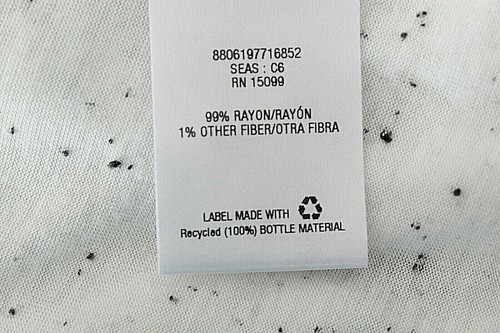 8806197716852
SEAS : C6
RN 15099
99% RAYON/RAYÓN
1% OTHER FIBER/OTRA FIBRA
LABEL MADE WITH
Recycled (100%) BOTTLE MATERIAL